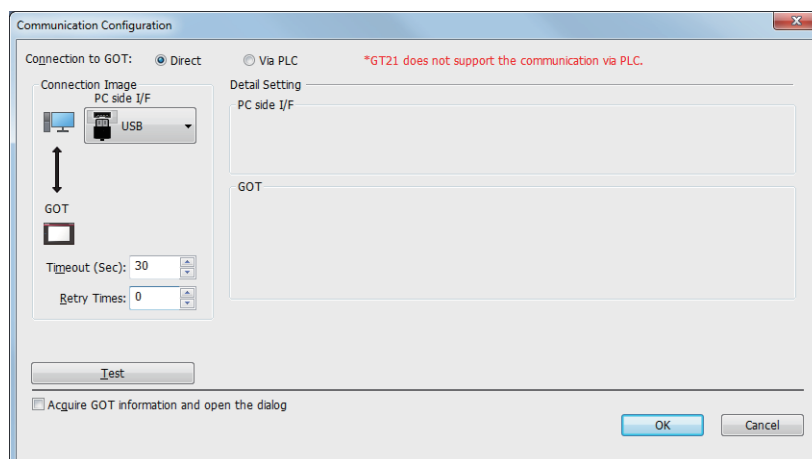 Communication Configuration
Connection to GOT: Direct Via PLC *GT21 does not support the communication via PLC.
Connection Image
PC side I/F
USB
GOT
Timeout (Sec): 30
Retry Times: 0
Detail Setting
PC side I/F
GOT
Test
Acquire GOT information and open the dialog
OK Cancel